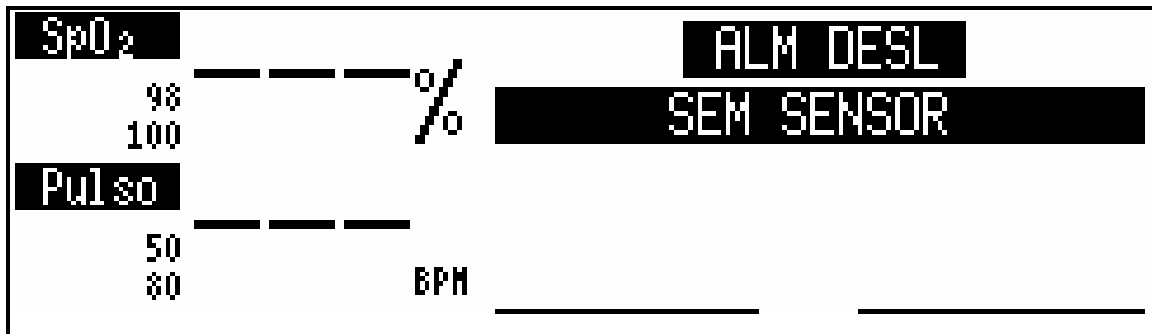 SpO₂
--- %
98
100
ALM DESL
SEM SENSOR
Pulso
---
50
80
BPM